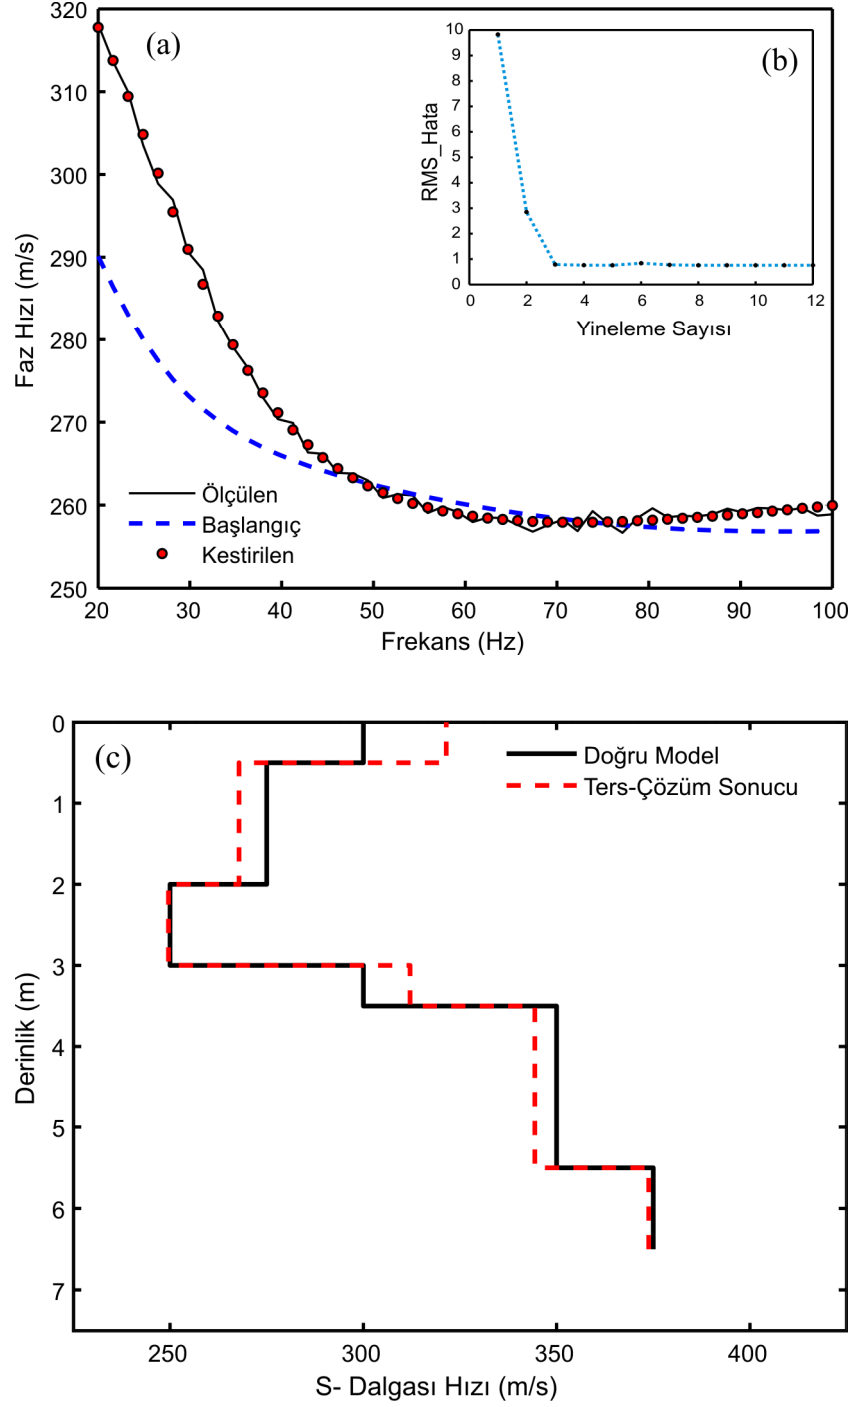 320
310
300
290
280
270
260
250
Faz Hızı (m/s)
(a)
Ölçülen
Başlangıç
Kestirilen
20 30 40 50 60 70 80 90 100
Frekans (Hz)
(b)
10
9
8
7
6
5
4
3
2
1
0
RMS_Hata
0 2 4 6 8 10 12
Yineleme Sayısı
(c)
Doğru Model
Ters-Çözüm Sonucu
0
1
2
3
4
5
6
7
Derinlik (m)
250 300 350 400
S- Dalgası Hızı (m/s)